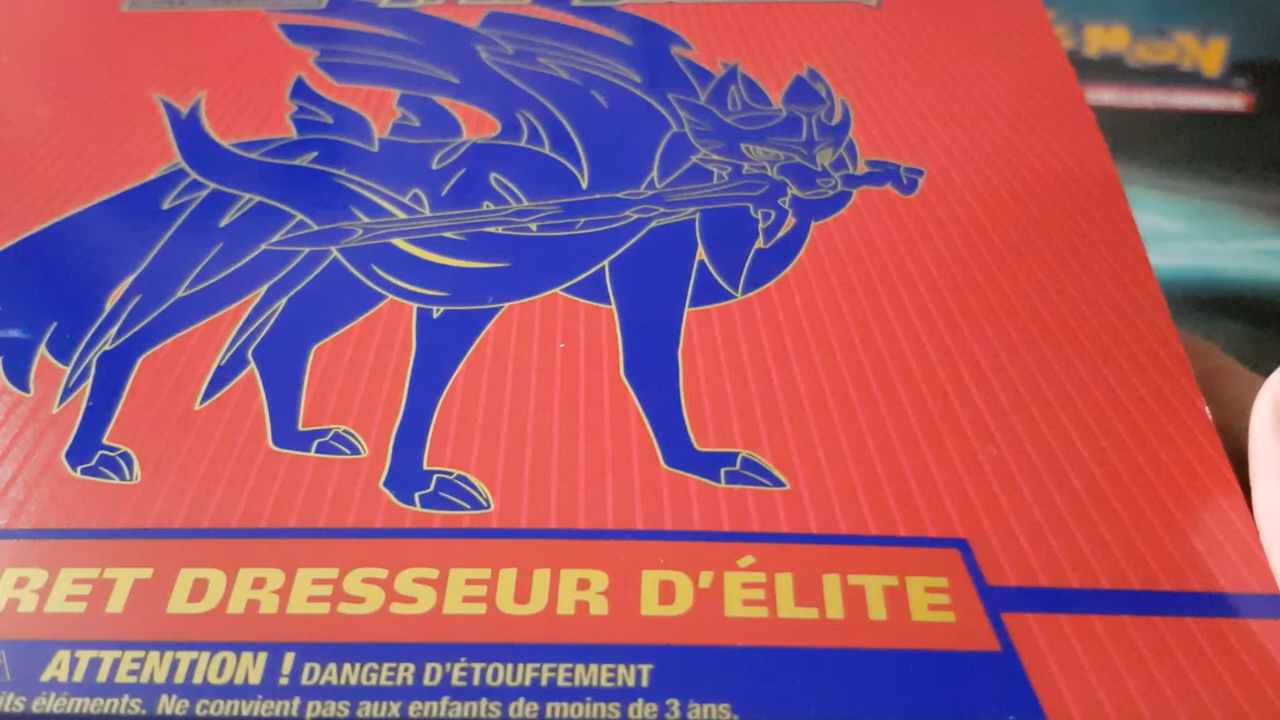 RET DRESSEUR D'ÉLITE
ATTENTION ! DANGER D'ÉTOUFFEMENT
its éléments. Ne convient pas aux enfants de moins de 3 ans.